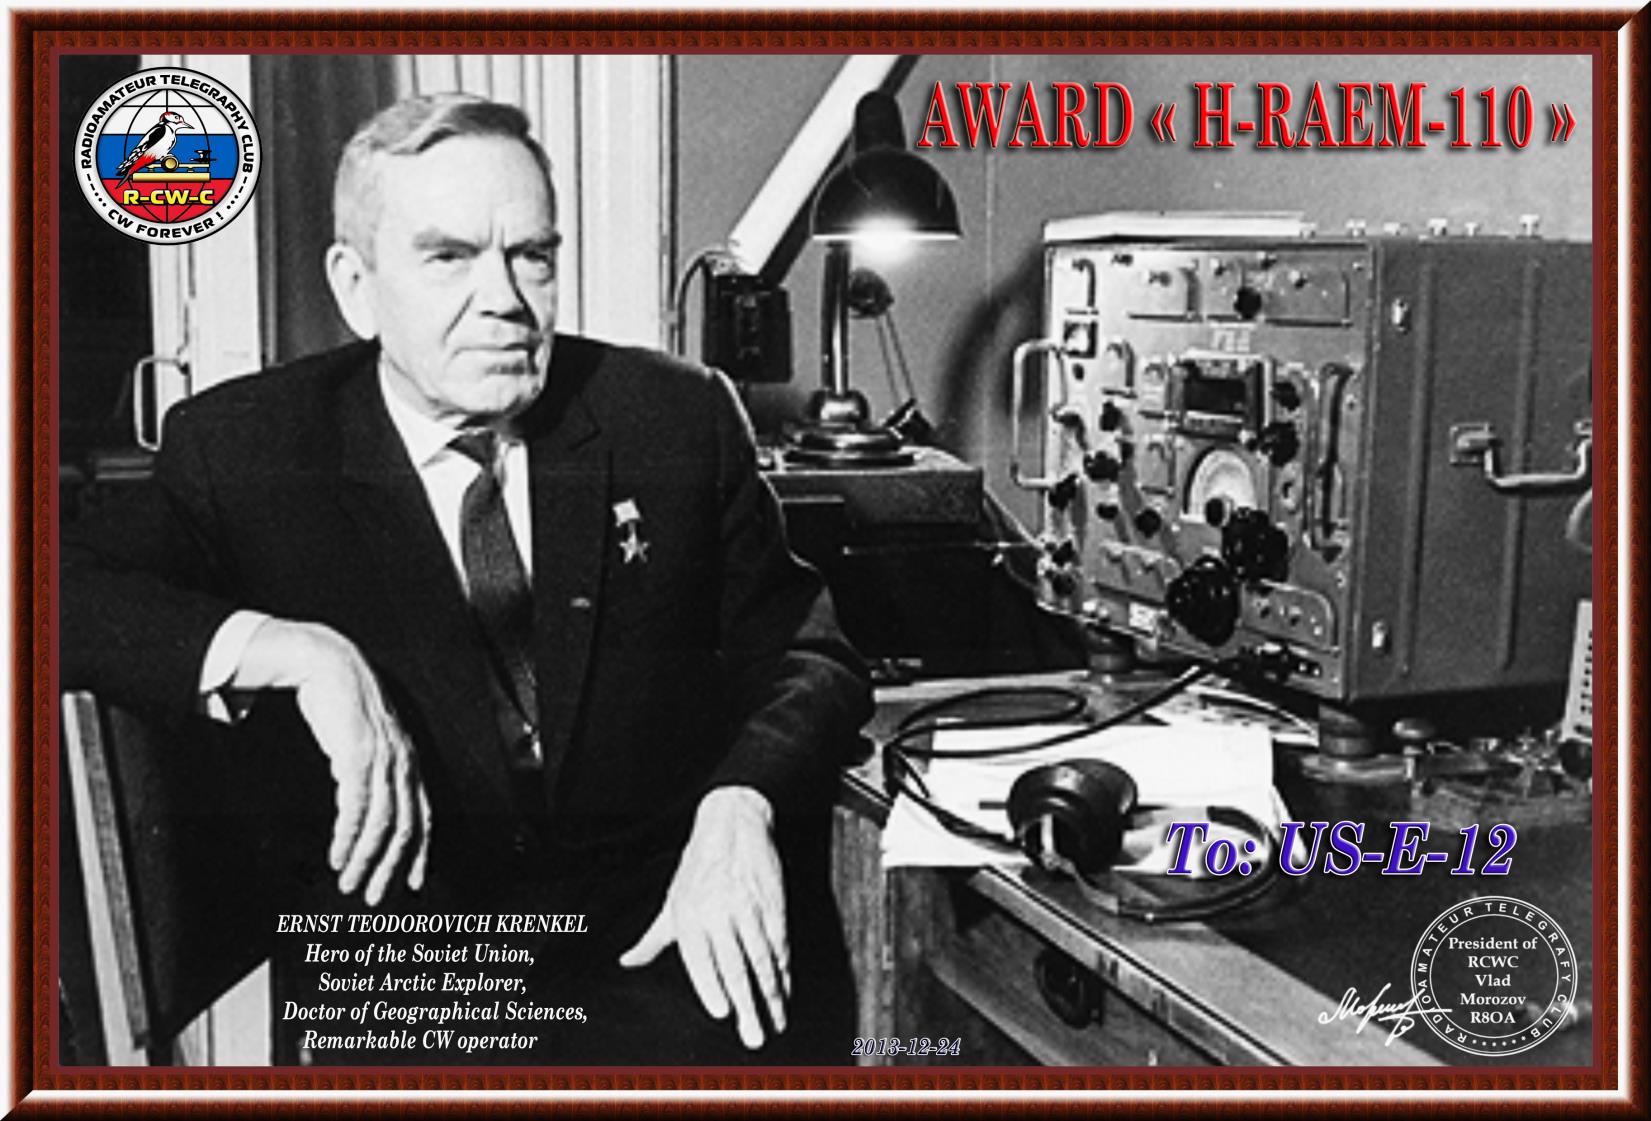 RADIOAMATEUR TELEGRAPHY CLUB
R-CW-C
CW FOREVER !
AWARD « H-RAEM-110 »
To: US-E-12
ERNST TEODOROVICH KRENKEL
Hero of the Soviet Union,
Soviet Arctic Explorer,
Doctor of Geographical Sciences,
Remarkable CW operator
2013-12-24
RADIOAMATEUR TELEGRAFY CLUB
President of
RCWC
Vlad
Morozov
R8OA